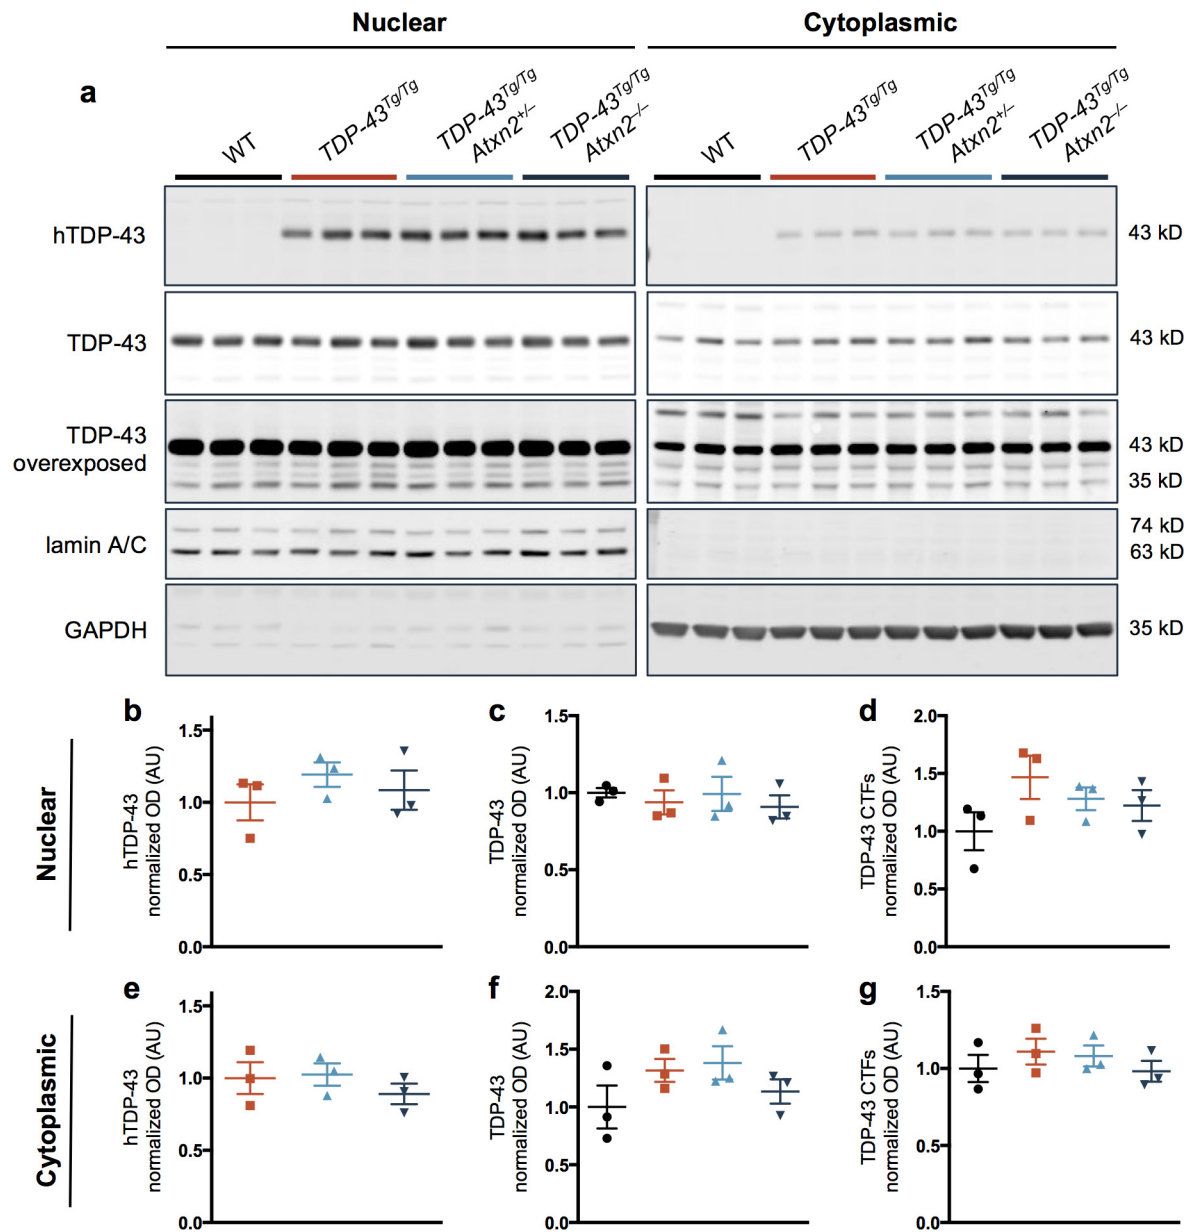 Nuclear
Cytoplasmic
a
WT
TDP-43Tg/Tg
TDP-43Tg/Tg
Atxn2+/–
TDP-43Tg/Tg
Atxn2–/–
WT
TDP-43Tg/Tg
TDP-43Tg/Tg
Atxn2+/–
TDP-43Tg/Tg
Atxn2–/–
hTDP-43
43 kD
TDP-43
43 kD
TDP-43
overexposed
43 kD
35 kD
lamin A/C
74 kD
63 kD
GAPDH
35 kD
Nuclear
b
hTDP-43
normalized OD (AU)
1.5
1.0
0.5
0.0
c
TDP-43
normalized OD (AU)
1.5
1.0
0.5
0.0
d
TDP-43 CTFs
normalized OD (AU)
2.0
1.5
1.0
0.5
0.0
Cytoplasmic
e
hTDP-43
normalized OD (AU)
1.5
1.0
0.5
0.0
f
TDP-43
normalized OD (AU)
2.0
1.5
1.0
0.5
0.0
g
TDP-43 CTFs
normalized OD (AU)
1.5
1.0
0.5
0.0